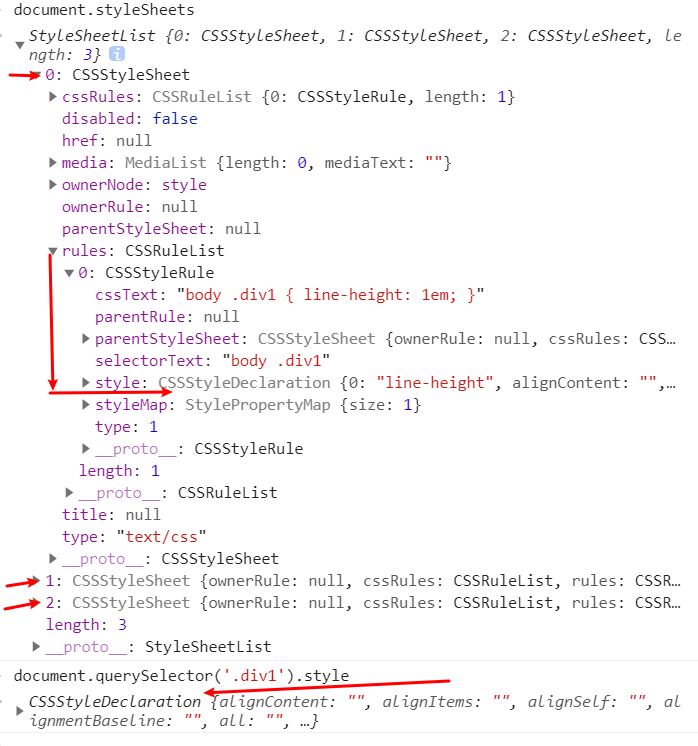 document.styleSheets
StyleSheetList {0: CSSStyleSheet, 1: CSSStyleSheet, 2: CSSStyleSheet, le
ngth: 3} i
0: CSSStyleSheet
cssRules: CSSRuleList {0: CSSStyleRule, length: 1}
disabled: false
href: null
media: MediaList {length: 0, mediaText: ""}
ownerNode: style
ownerRule: null
parentStyleSheet: null
rules: CSSRuleList
0: CSSStyleRule
cssText: "body .div1 { line-height: 1em; }"
parentRule: null
parentStyleSheet: CSSStyleSheet {ownerRule: null, cssRules: CSS…
selectorText: "body .div1"
style: CSSStyleDeclaration {0: "line-height", alignContent: "",…
styleMap: StylePropertyMap {size: 1}
type: 1
__proto__: CSSStyleRule
length: 1
__proto__: CSSRuleList
title: null
type: "text/css"
__proto__: CSSStyleSheet
1: CSSStyleSheet {ownerRule: null, cssRules: CSSRuleList, rules: CSSR…
2: CSSStyleSheet {ownerRule: null, cssRules: CSSRuleList, rules: CSSR…
length: 3
__proto__: StyleSheetList
document.querySelector('.div1').style
CSSStyleDeclaration {alignContent: "", alignItems: "", alignSelf: "", al
ignmentBaseline: "", all: "", …}